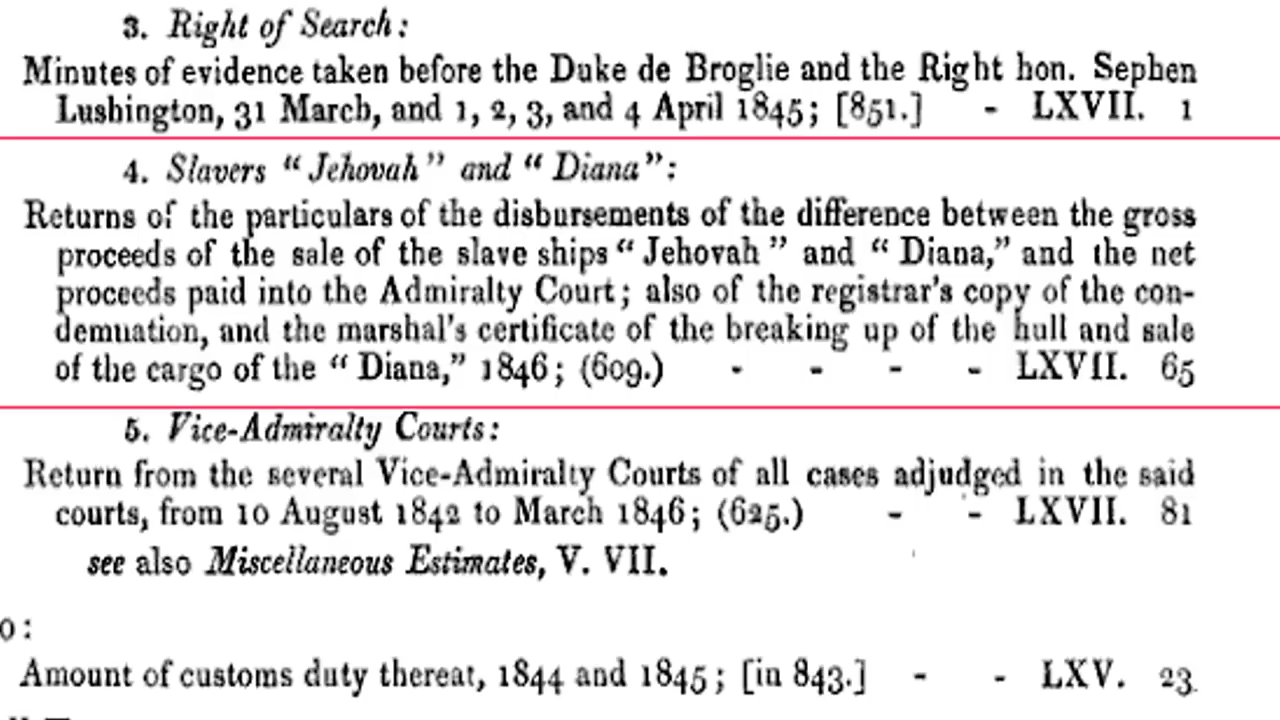 3. Right of Search:
Minutes of evidence taken before the Duke de Broglie and the Right hon. Sephen
Lushington, 31 March, and 1, 2, 3, and 4 April 1845; [851.] - LXVII. 1
4. Slavers “Jehovah” and “Diana”:
Returns of the particulars of the disbursements of the difference between the gross
proceeds of the sale of the slave ships “Jehovah” and “Diana,” and the net
proceeds paid into the Admiralty Court; also of the registrar's copy of the con-
demnation, and the marshal's certificate of the breaking up of the hull and sale
of the cargo of the “Diana,” 1846; (609.) - - - - LXVII. 65
5. Vice-Admiralty Courts:
Return from the several Vice-Admiralty Courts of all cases adjudged in the said
courts, from 10 August 1842 to March 1846; (625.) - - LXVII. 81
see also Miscellaneous Estimates, V. VII.
o:
Amount of customs duty thereat, 1844 and 1845; [in 843.] - - LXV. 23